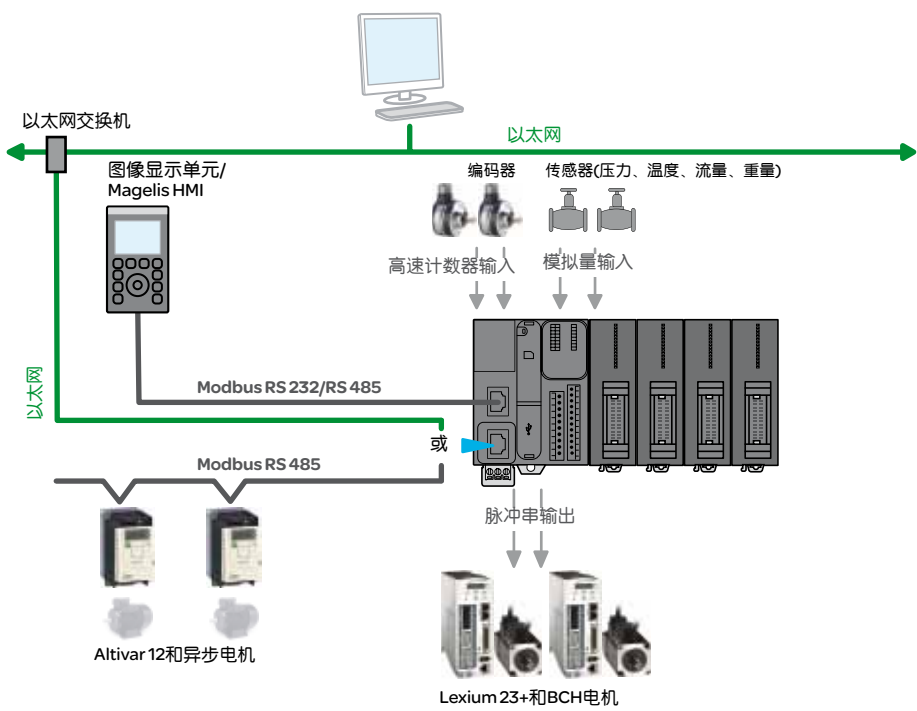 以太网交换机
以太网
图像显示单元/
Magelis HMI
编码器
传感器(压力、温度、流量、重量)
高速计数器输入
模拟量输入
以太网
Modbus RS 232/RS 485
或
Modbus RS 485
脉冲串输出
Altivar 12和异步电机
Lexium 23+和BCH电机